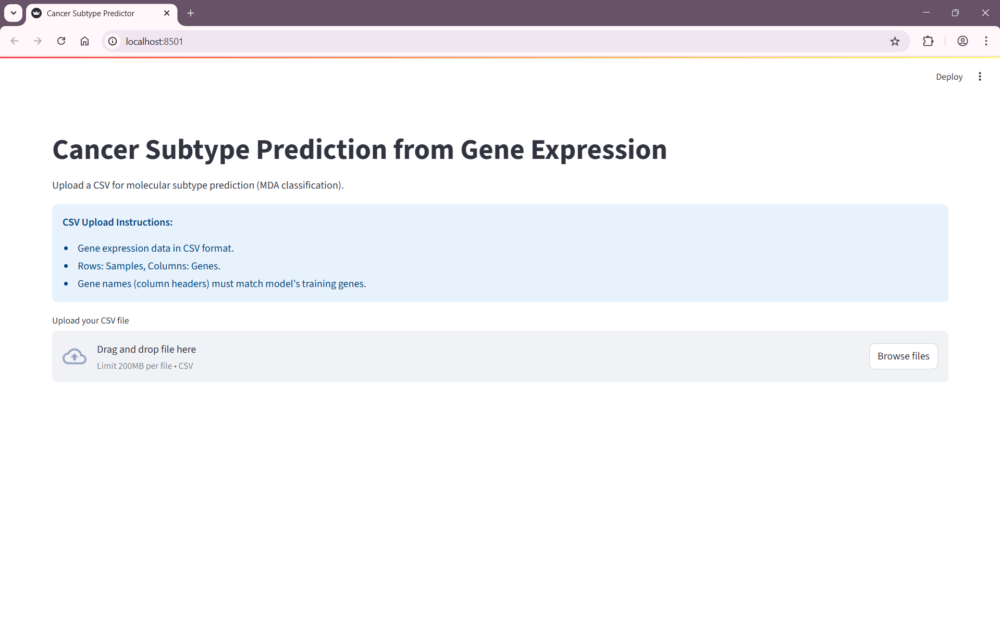 Cancer Subtype Predictor
localhost:8501
Deploy
Cancer Subtype Prediction from Gene Expression
Upload a CSV for molecular subtype prediction (MDA classification).
CSV Upload Instructions:
• Gene expression data in CSV format.
• Rows: Samples, Columns: Genes.
• Gene names (column headers) must match model's training genes.
Upload your CSV file
Drag and drop file here
Limit 200MB per file • CSV
Browse files